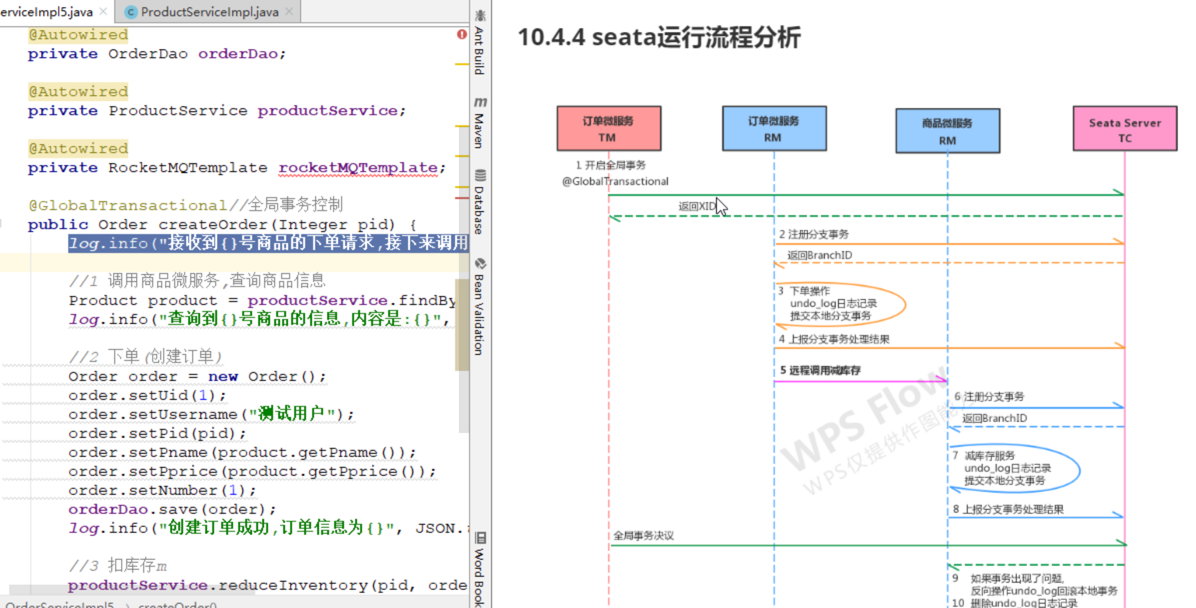 erviceImpl5.java
ProductServiceImpl.java
@Autowired
private OrderDao orderDao;
@Autowired
private ProductService productService;
@Autowired
private RocketMQTemplate rocketMQTemplate;
@GlobalTransactional//全局事务控制
public Order createOrder(Integer pid) {
log.info("接收到{}号商品的下单请求,接下来调用
//1 调用商品微服务,查询商品信息
Product product = productService.findBy
log.info("查询到{}号商品的信息,内容是:{}",
//2 下单(创建订单)
Order order = new Order();
order.setUid(1);
order.setUsername("测试用户");
order.setPid(pid);
order.setPname(product.getPname());
order.setPprice(product.getPprice());
order.setNumber(1);
orderDao.save(order);
log.info("创建订单成功,订单信息为{}", JSON.
//3 扣库存m
productService.reduceInventory(pid, orde
OrderServiceImpl5 › createOrder()
Ant Build
Maven
Database
Bean Validation
Word Book
10.4.4 seata运行流程分析
订单微服务
TM
订单微服务
RM
商品微服务
RM
Seata Server
TC
1 开启全局事务
@GlobalTransactional
返回XID
2 注册分支事务
返回BranchID
3 下单操作
undo_log日志记录
提交本地分支事务
4 上报分支事务处理结果
5 远程调用减库存
6 注册分支事务
返回BranchID
7 减库存服务
undo_log日志记录
提交本地分支事务
8 上报分支事务处理结果
全局事务决议
9 如果事务出现了问题,
反向操作undo_log回滚本地事务
10 删除undo_log日志记录
WPS Flow
WPS仅提供作图